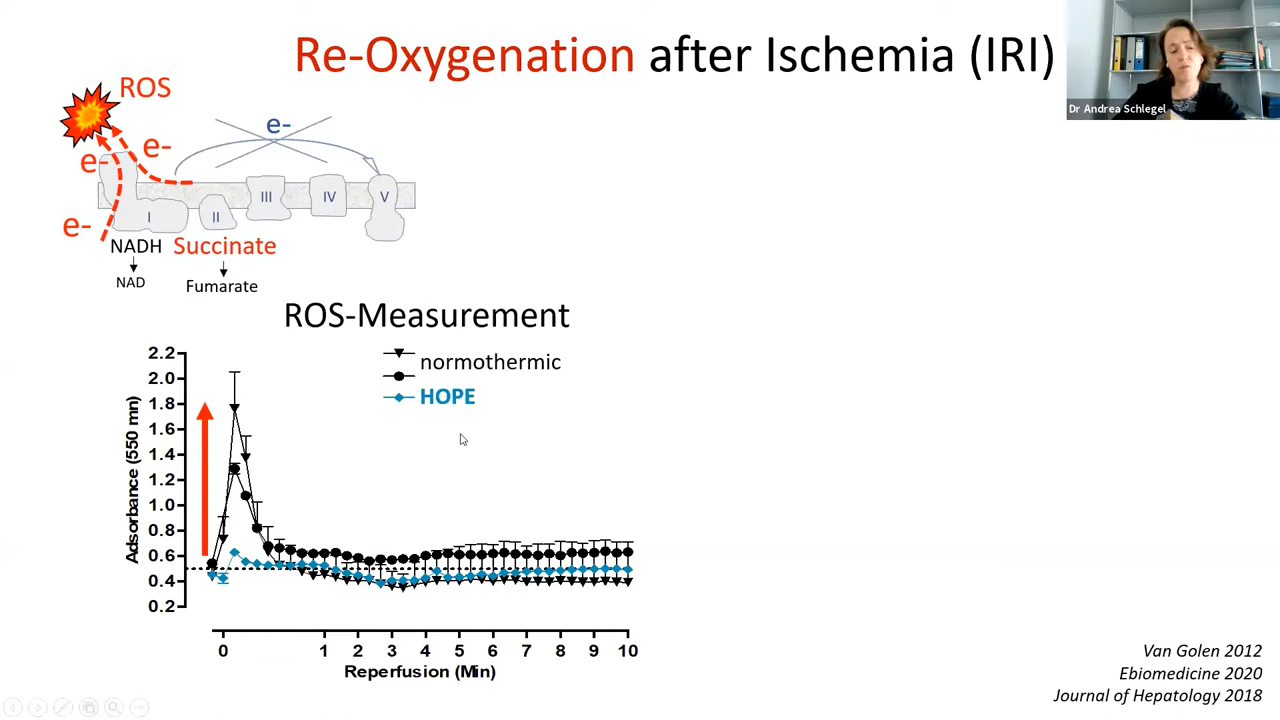 Re-Oxygenation after Ischemia (IRI)
Dr Andrea Schlegel
ROS
e-
e-
e-
e-
I
II
III
IV
V
NADH
Succinate
NAD
Fumarate
ROS-Measurement
normothermic
HOPE
Adsorbance (550 mn)
2.2
2.0
1.8
1.6
1.4
1.2
1.0
0.8
0.6
0.4
0.2
0
1
2
3
4
5
6
7
8
9
10
Reperfusion (Min)
Van Golen 2012
Ebiomedicine 2020
Journal of Hepatology 2018